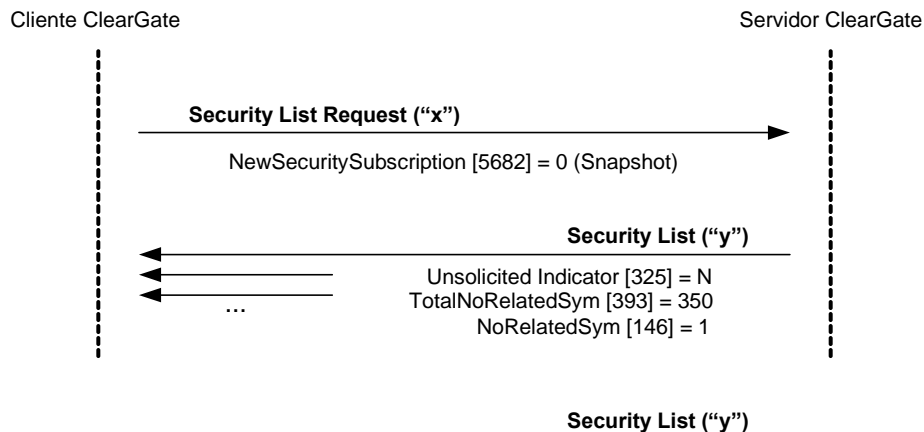 Cliente ClearGate
Servidor ClearGate
Security List Request (“x”)
NewSecuritySubscription [5682] = 0 (Snapshot)
Security List (“y”)
Unsolicited Indicator [325] = N
TotalNoRelatedSym [393] = 350
...
NoRelatedSym [146] = 1
Security List (“y”)